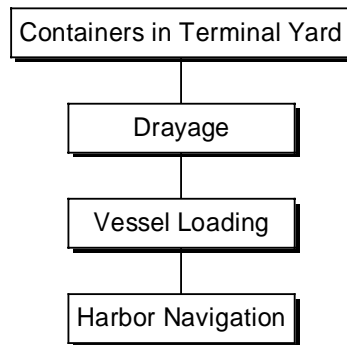 Containers in Terminal Yard
Drayage
Vessel Loading
Harbor Navigation